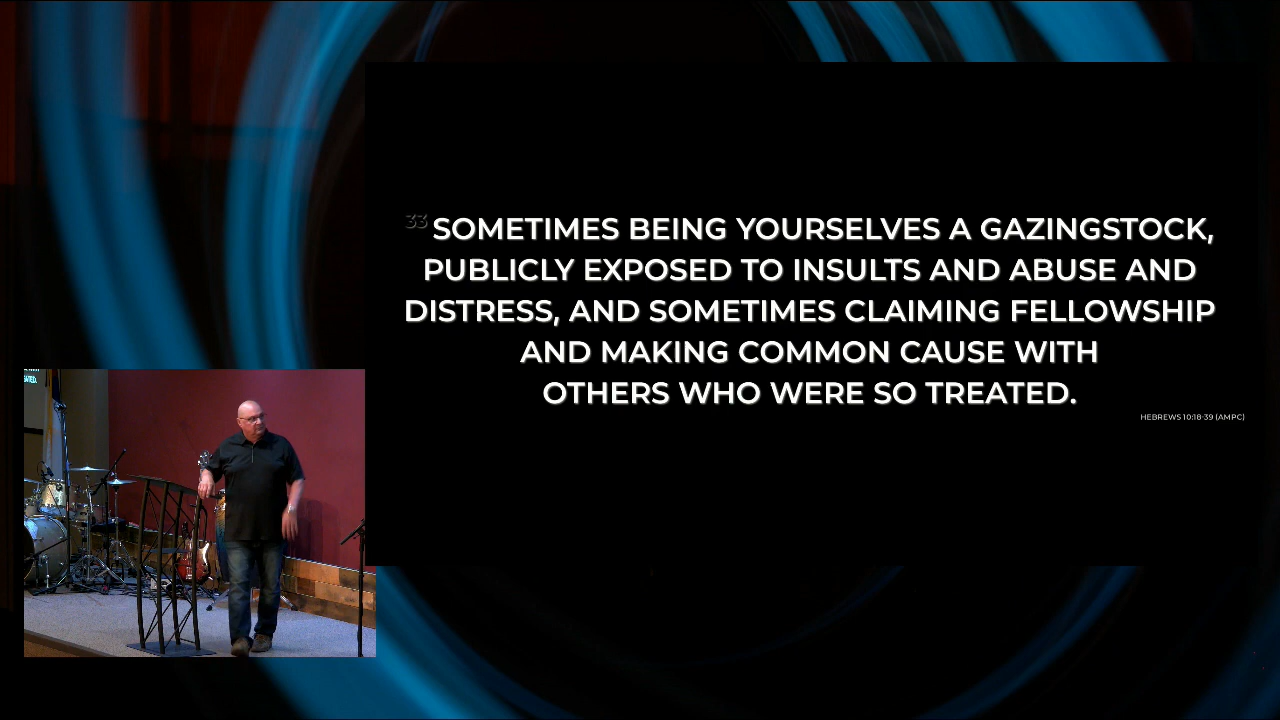 33 SOMETIMES BEING YOURSELVES A GAZINGSTOCK,
PUBLICLY EXPOSED TO INSULTS AND ABUSE AND
DISTRESS, AND SOMETIMES CLAIMING FELLOWSHIP
AND MAKING COMMON CAUSE WITH
OTHERS WHO WERE SO TREATED.
HEBREWS 10:18-39 (AMPC)